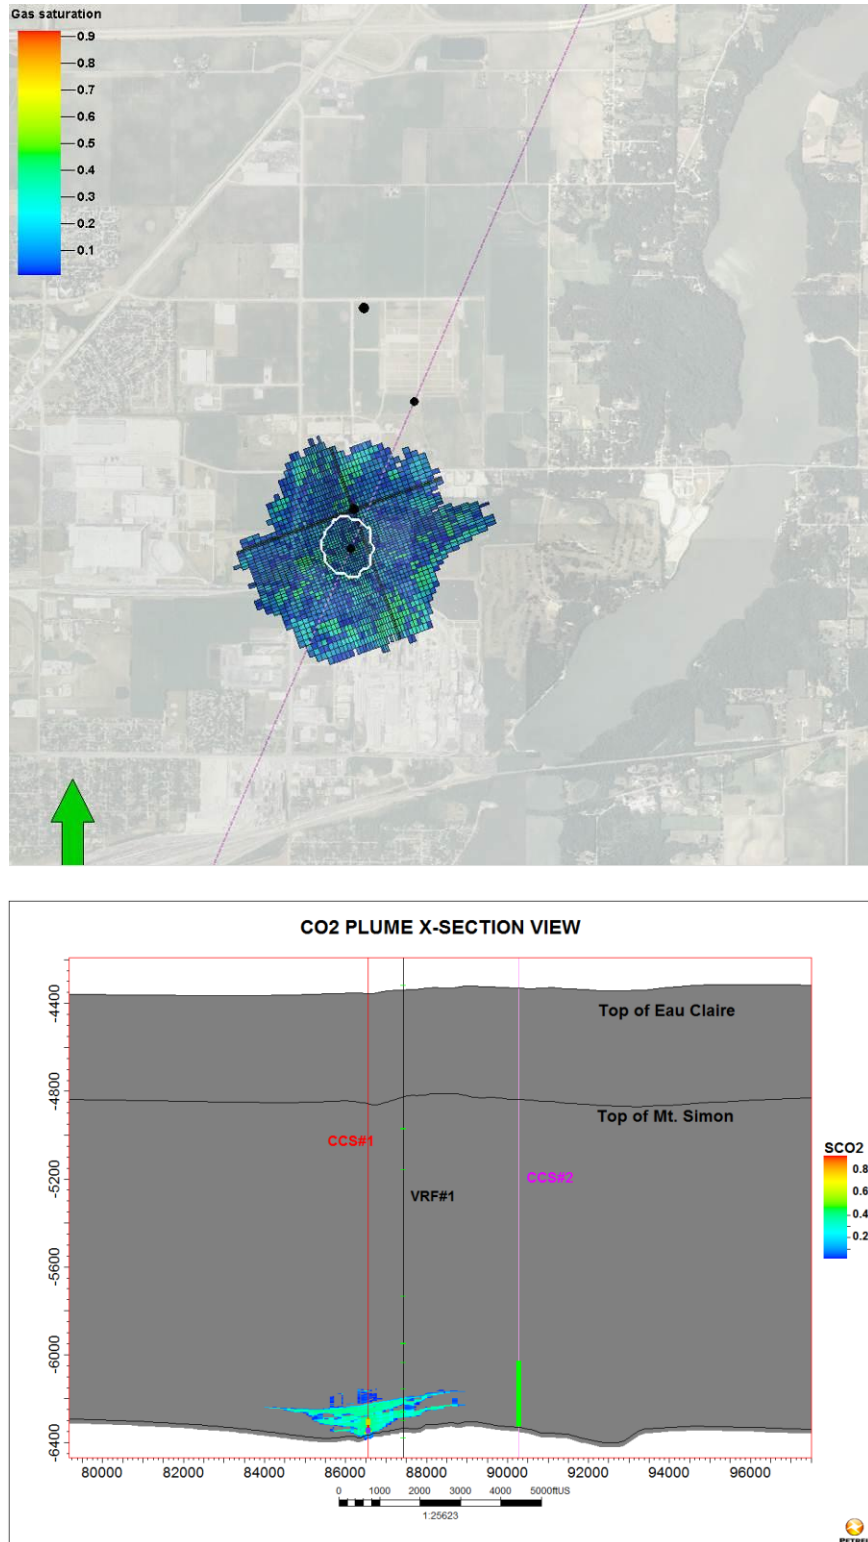 Gas saturation
0.9
0.8
0.7
0.6
0.5
0.4
0.3
0.2
0.1
CO2 PLUME X-SECTION VIEW
-4400
Top of Eau Claire
-4800
Top of Mt. Simon
CCS#1
SCO2
0.8
0.6
0.4
0.2
-5200
CCS#2
VRF#1
-5600
-6000
-6400
80000 82000 84000 86000 88000 90000 92000 94000 96000
0 1000 2000 3000 4000 5000ftUS
1:25623
PETREL